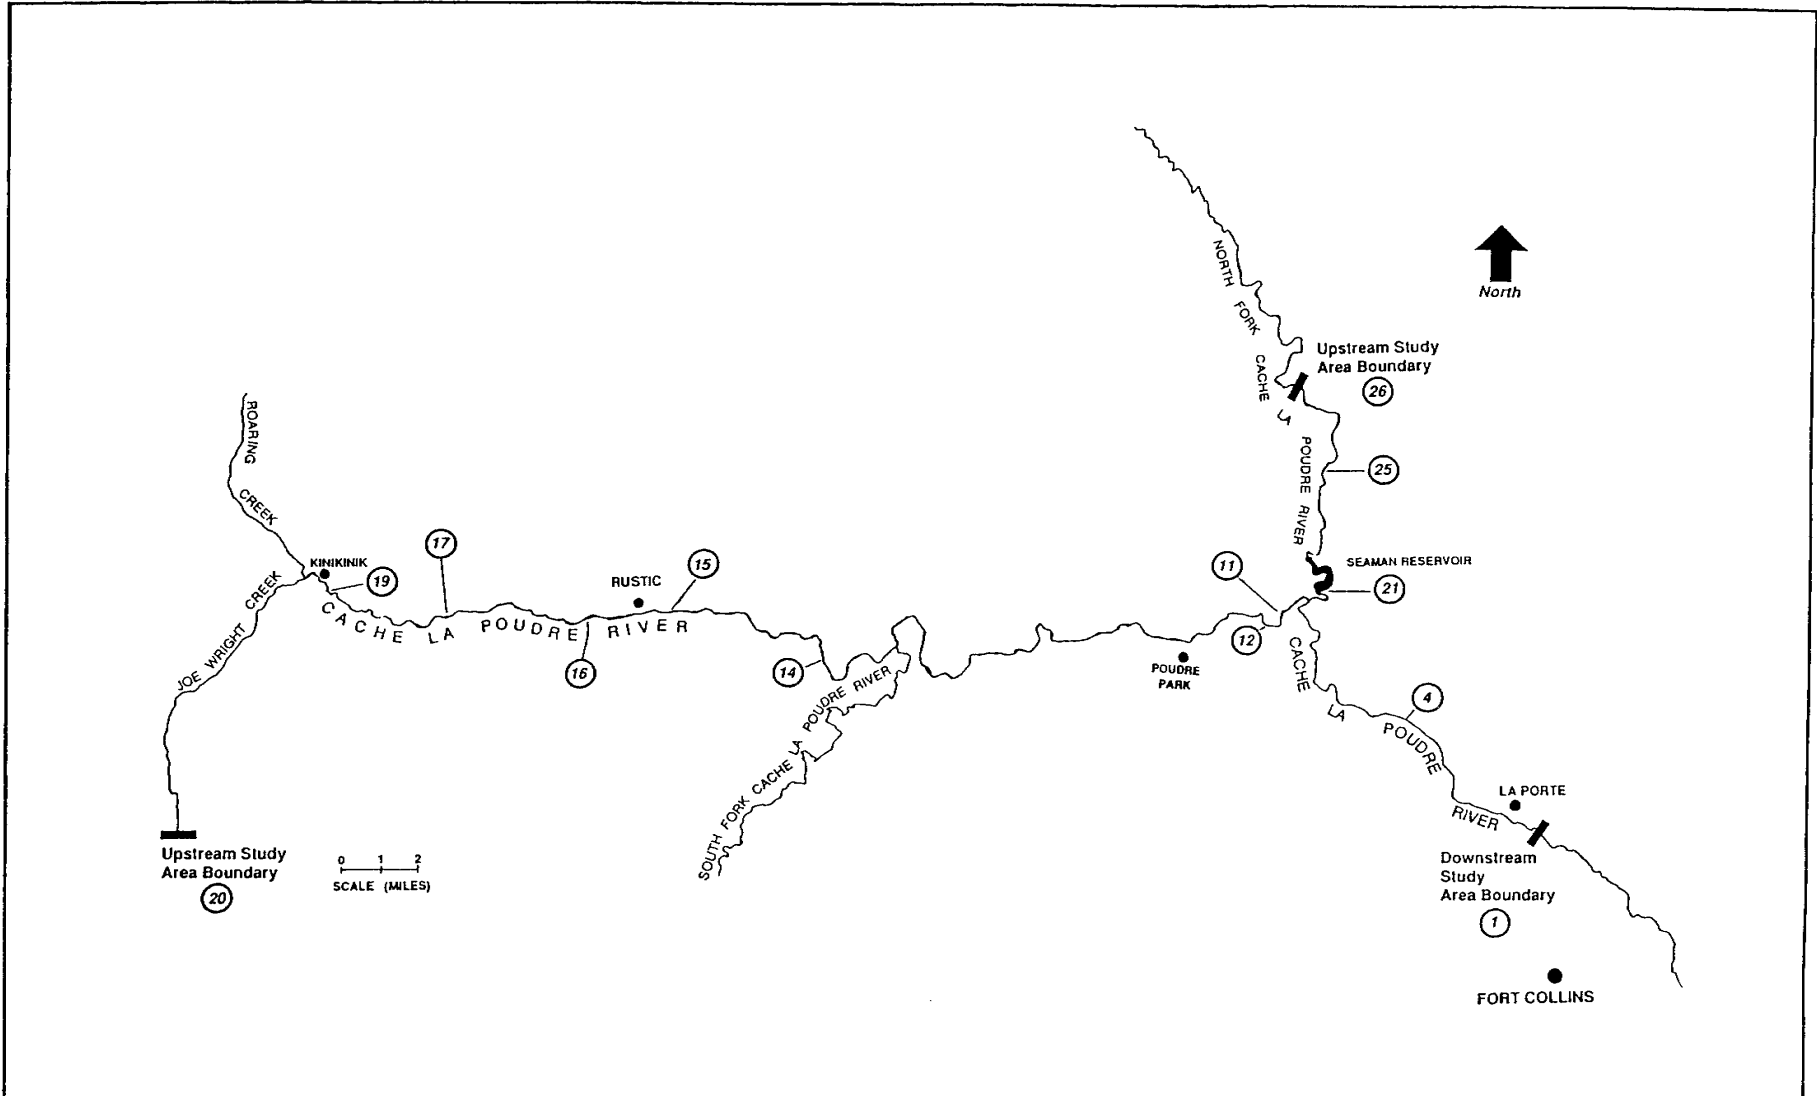 NORTH FORK CACHE LA POUDRE RIVER
North
Upstream Study
Area Boundary
26
ROARING CREEK
25
17
KINIKINIK
19
JOE WRIGHT CREEK
CACHE LA POUDRE RIVER
RUSTIC
15
16
14
SOUTH FORK CACHE LA POUDRE RIVER
11
SEAMAN RESERVOIR
21
12
POUDRE
PARK
CACHE LA POUDRE RIVER
4
LA PORTE
Upstream Study
Area Boundary
20
0 1 2
SCALE (MILES)
Downstream
Study
Area Boundary
1
FORT COLLINS